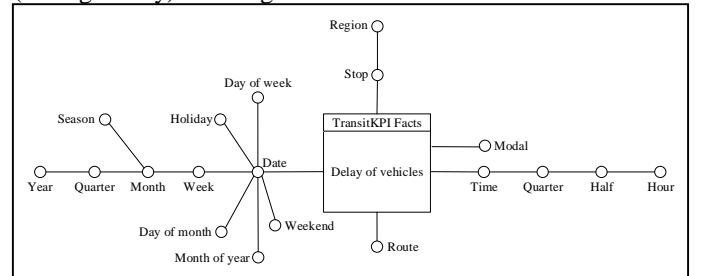 Region
Stop
Day of week
Season
Holiday
TransitKPI Facts
Modal
Date
Delay of vehicles
Year
Quarter
Month
Week
Time
Quarter
Half
Hour
Day of month
Weekend
Route
Month of year